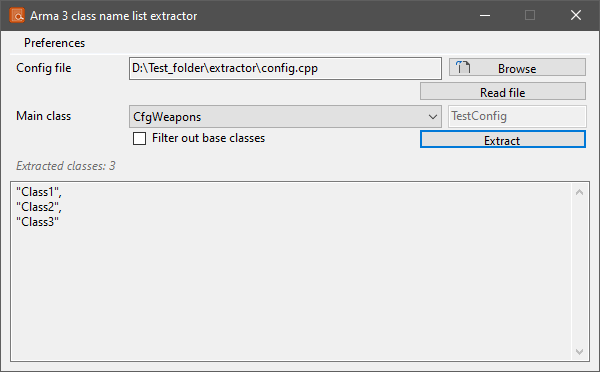 Arma 3 class name list extractor
Preferences
Config file
D:\Test_folder\extractor\config.cpp
Browse
Read file
Main class
CfgWeapons
TestConfig
Filter out base classes
Extract
Extracted classes: 3
"Class1",
"Class2",
"Class3"